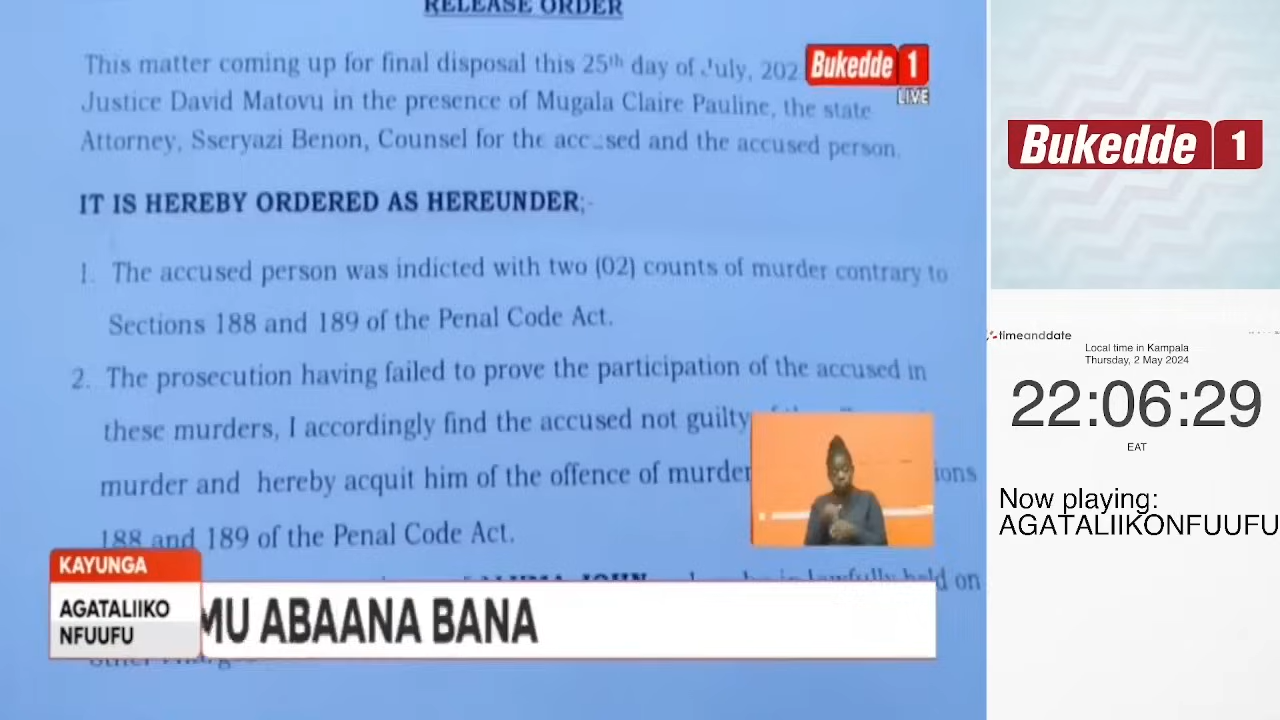 RELEASE ORDER
This matter coming up for final disposal this 25th day of July, 202
Justice David Matovu in the presence of Mugala Claire Pauline, the state
Attorney, Sseryazi Benon, Counsel for the accused and the accused person.
IT IS HEREBY ORDERED AS HEREUNDER;-
1. The accused person was indicted with two (02) counts of murder contrary to
Sections 188 and 189 of the Penal Code Act.
2. The prosecution having failed to prove the participation of the accused in
these murders, I accordingly find the accused not guilty
murder and hereby acquit him of the offence of murder ions
188 and 189 of the Penal Code Act.
JOHN lawfully held on
Bukedde 1
LIVE
KAYUNGA
AGATALIIKO
NFUUFU
MU ABAANA BANA
Bukedde 1
timeanddate
Local time in Kampala
Thursday, 2 May 2024
22:06:29
EAT
Now playing:
AGATALIIKONFUUFU